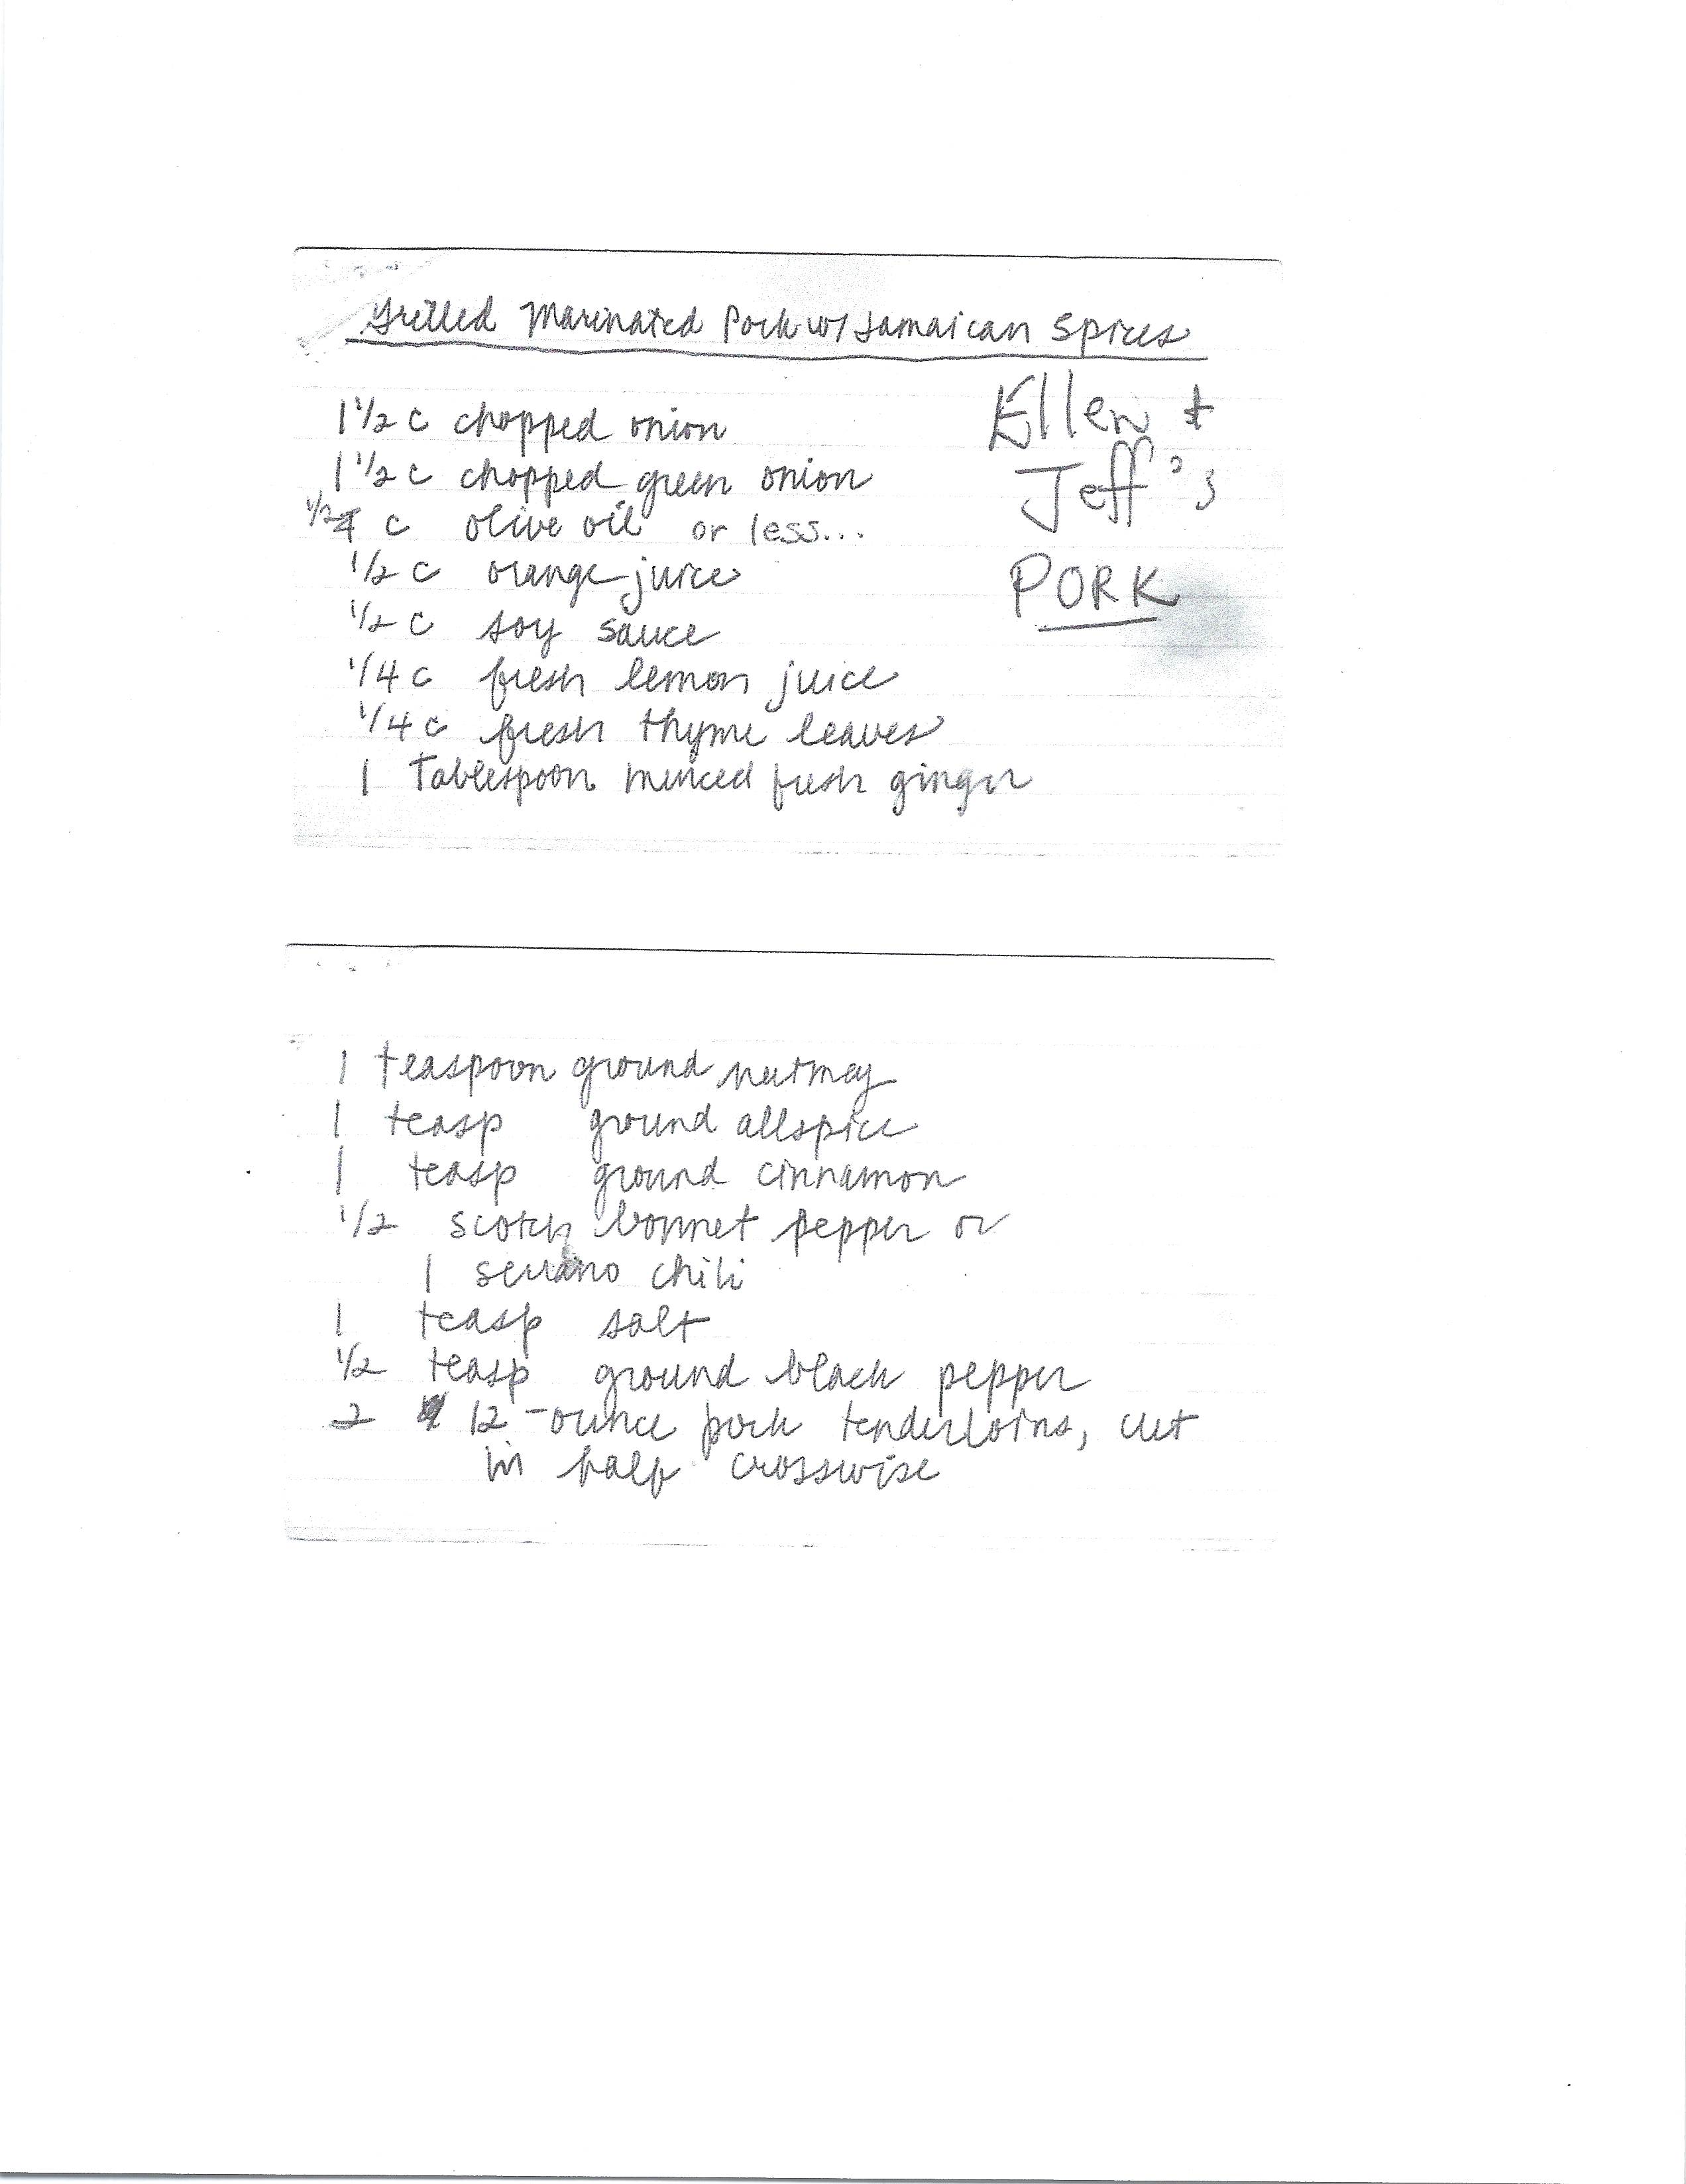 Grilled Marinated Pork w/ Jamaican Spices
Ellen +
Jeff's
PORK
1 1/2 c chopped onion
1 1/2 c chopped green onion
1/2 c olive oil or less...
1/2 c orange juice
1/2 c soy sauce
1/4 c fresh lemon juice
1/4 c fresh thyme leaves
1 Tablespoon minced fresh ginger
1 teaspoon ground nutmeg
1 teasp ground allspice
1 teasp ground cinnamon
1/2 scotch bonnet pepper or
1 serrano chili
1 teasp salt
1/2 teasp ground black pepper
2 12-ounce pork tenderloins, cut
in half crosswise